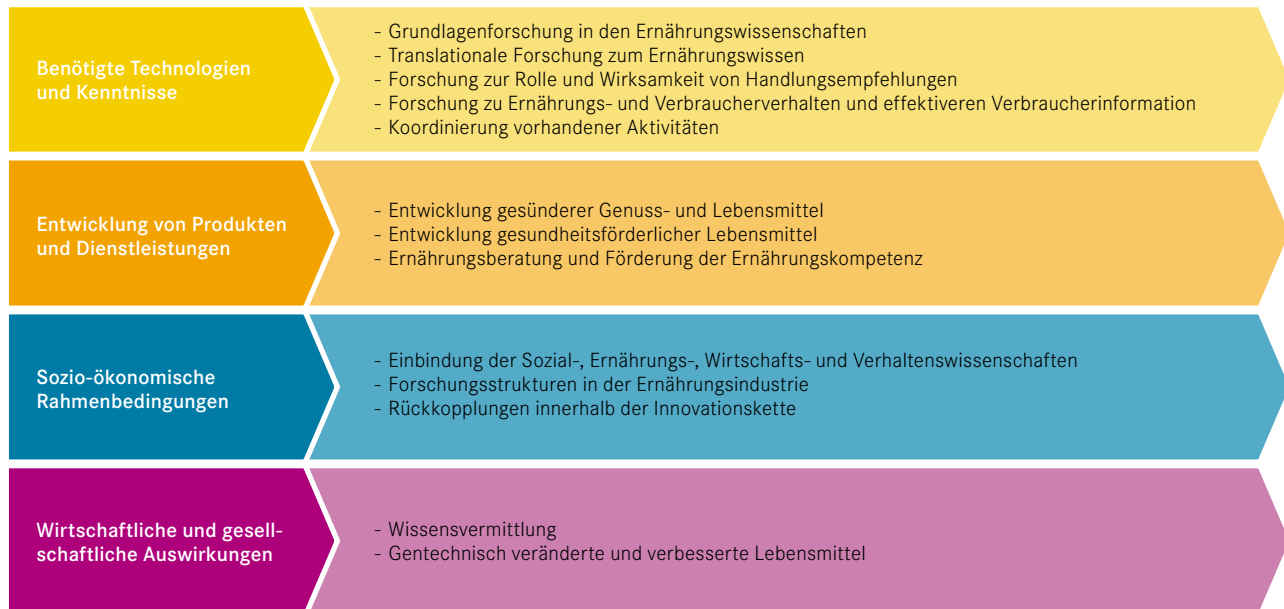 Benötigte Technologien
und Kenntnisse
- Grundlagenforschung in den Ernährungswissenschaften
- Translationale Forschung zum Ernährungswissen
- Forschung zur Rolle und Wirksamkeit von Handlungsempfehlungen
- Forschung zu Ernährungs- und Verbraucherverhalten und effektiveren Verbraucherinformation
- Koordinierung vorhandener Aktivitäten
Entwicklung von Produkten
und Dienstleistungen
- Entwicklung gesünderer Genuss- und Lebensmittel
- Entwicklung gesundheitsförderlicher Lebensmittel
- Ernährungsberatung und Förderung der Ernährungskompetenz
Sozio-ökonomische
Rahmenbedingungen
- Einbindung der Sozial-, Ernährungs-, Wirtschafts- und Verhaltenswissenschaften
- Forschungsstrukturen in der Ernährungsindustrie
- Rückkopplungen innerhalb der Innovationskette
Wirtschaftliche und gesell-
schaftliche Auswirkungen
- Wissensvermittlung
- Gentechnisch veränderte und verbesserte Lebensmittel